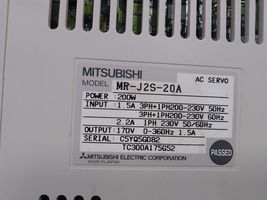 MITSUBISHI
AC SERVO
MODEL MR-J2S-20A
POWER : 200W
INPUT : 1.5A 3PH+1PH200-230V 50Hz
3PH+1PH200-230V 60Hz
2.2A 1PH 230V 50/60Hz
OUTPUT: 170V 0-360Hz 1.5A
SERIAL: C5YQ5G082
TC300A175G52
PASSED
MITSUBISHI ELECTRIC CORPORATION
MADE IN JAPAN